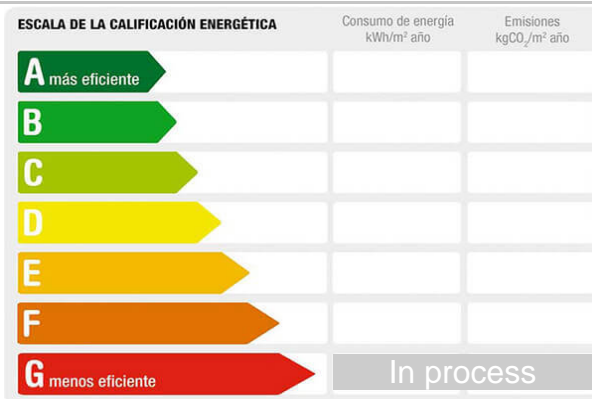 ESCALA DE LA CALIFICACIÓN ENERGÉTICA
Consumo de energía
kWh/m² año
Emisiones
kgCO₂/m² año
A más eficiente
B
C
D
E
F
G menos eficiente
In process